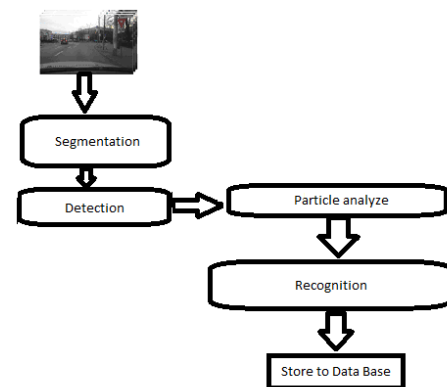 Segmentation
Detection
Particle analyze
Recognition
Store to Data Base